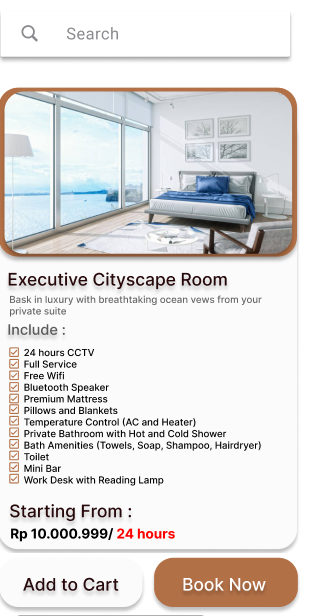 Search
Executive Cityscape Room
Bask in luxury with breathtaking ocean vews from your
private suite
Include :
24 hours CCTV
Full Service
Free Wifi
Bluetooth Speaker
Premium Mattress
Pillows and Blankets
Temperature Control (AC and Heater)
Private Bathroom with Hot and Cold Shower
Bath Amenities (Towels, Soap, Shampoo, Hairdryer)
Toilet
Mini Bar
Work Desk with Reading Lamp
Starting From :
Rp 10.000.999/ 24 hours
Add to Cart
Book Now